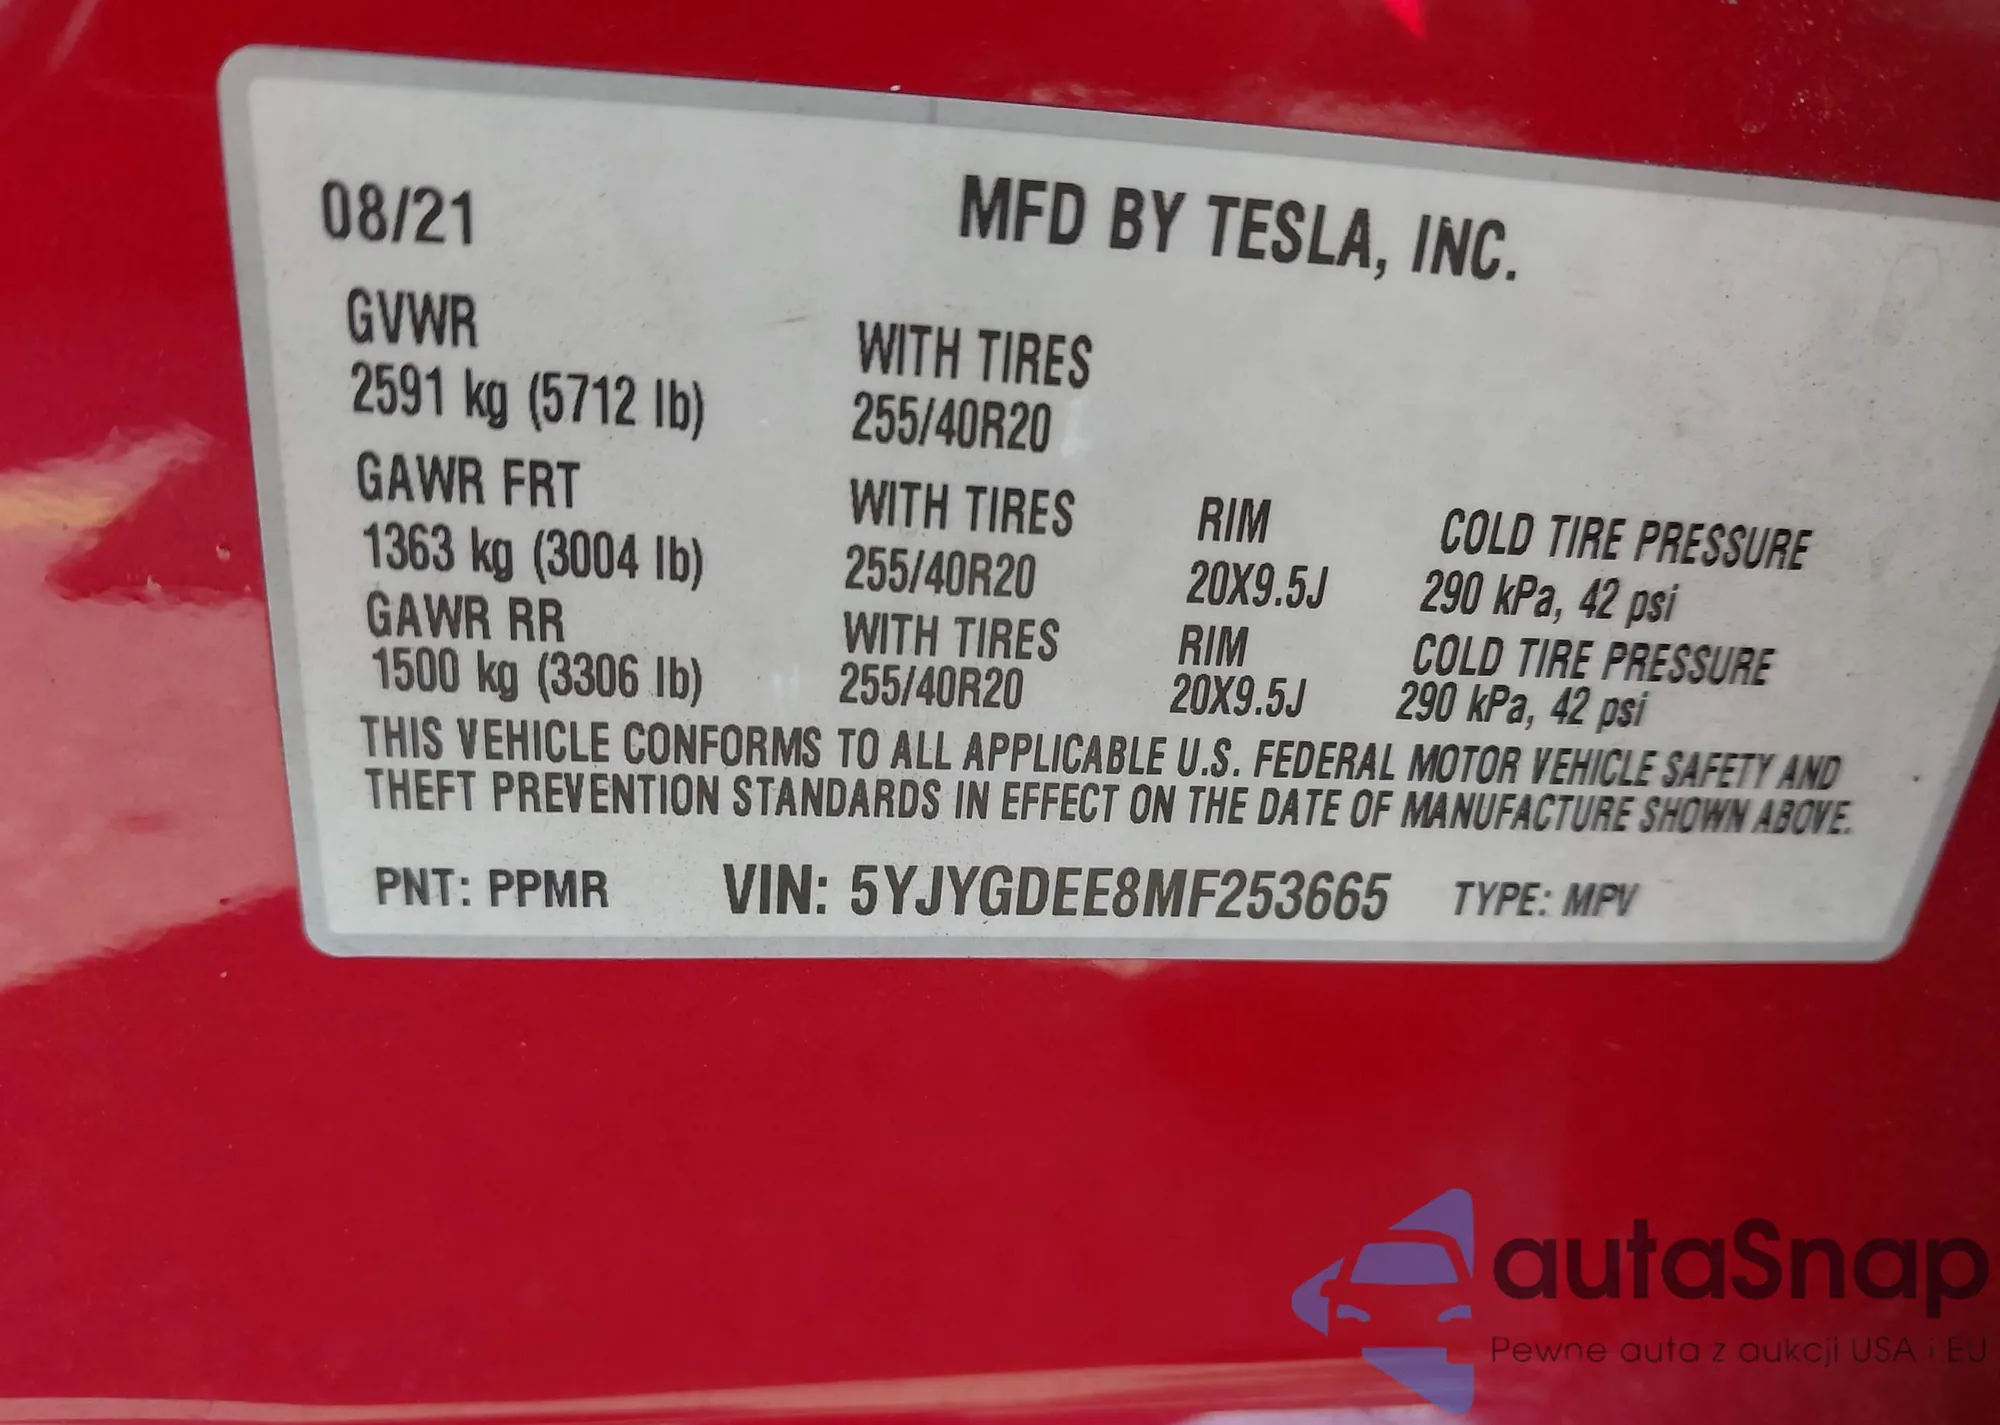 08/21 MFD BY TESLA, INC.
GVWR WITH TIRES
2591 kg (5712 lb) 255/40R20
GAWR FRT WITH TIRES RIM COLD TIRE PRESSURE
1363 kg (3004 lb) 255/40R20 20X9.5J 290 kPa, 42 psi
GAWR RR WITH TIRES RIM COLD TIRE PRESSURE
1500 kg (3306 lb) 255/40R20 20X9.5J 290 kPa, 42 psi
THIS VEHICLE CONFORMS TO ALL APPLICABLE U.S. FEDERAL MOTOR VEHICLE SAFETY AND
THEFT PREVENTION STANDARDS IN EFFECT ON THE DATE OF MANUFACTURE SHOWN ABOVE.
PNT: PPMR VIN: 5YJYGDEE8MF253665 TYPE: MPV
autaSnap
Pewne auta z aukcji USA i EU